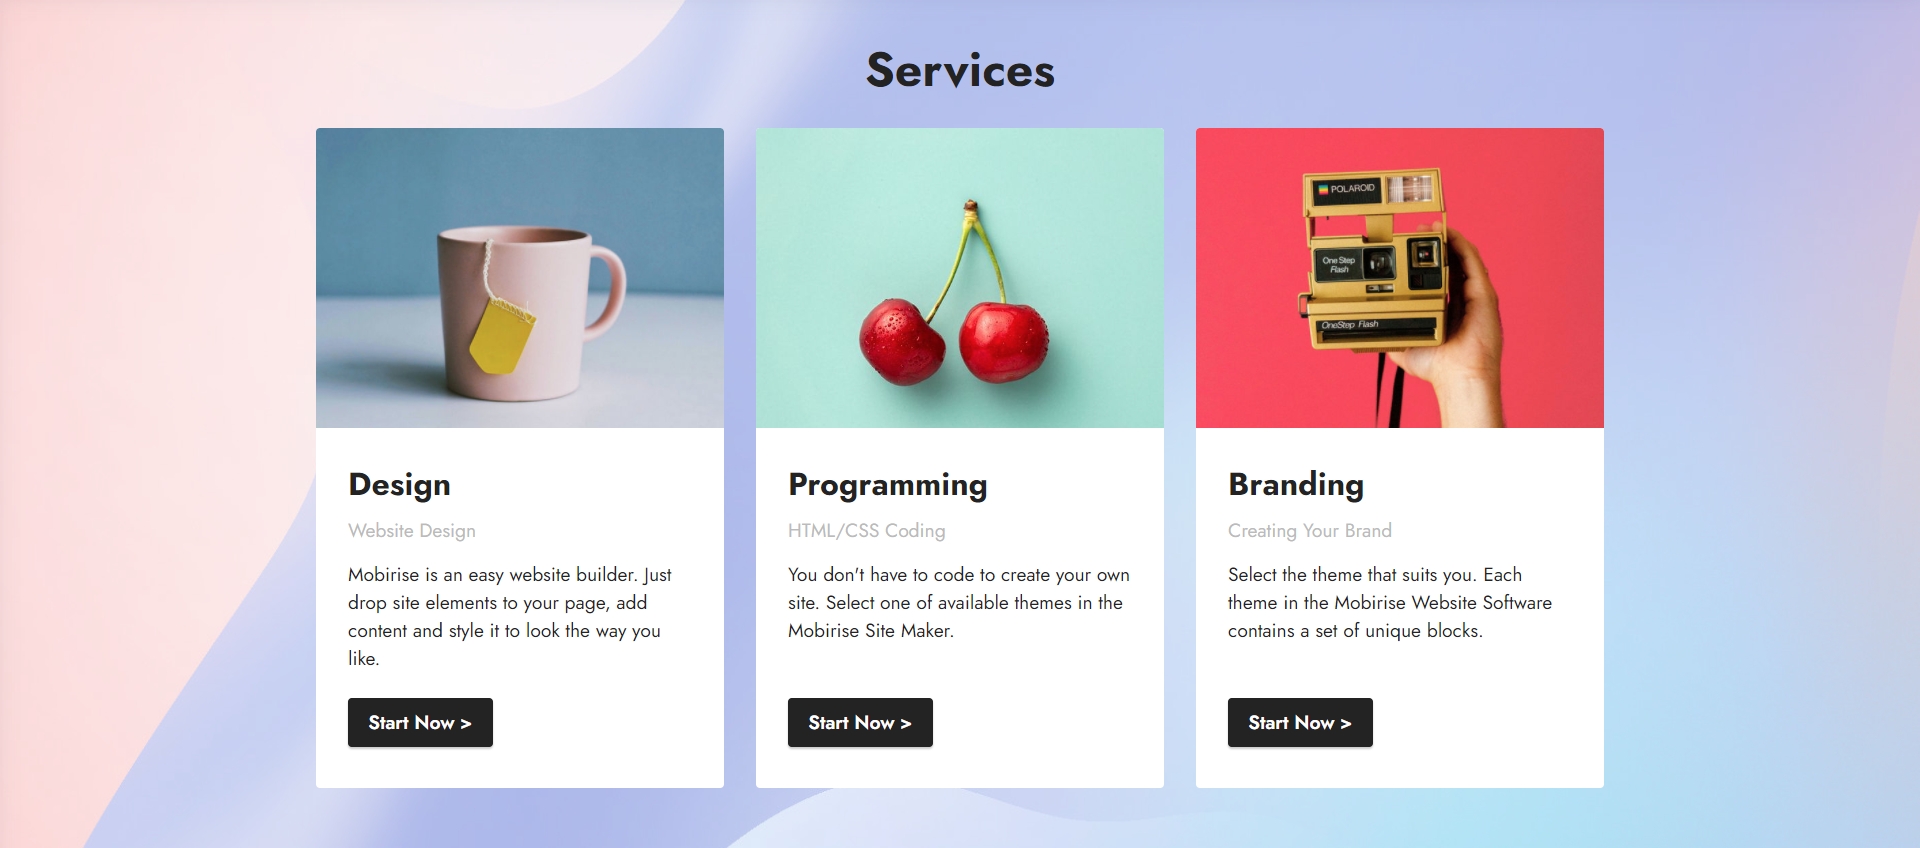 Services
POLAROID
One Step
Flash
OneStep Flash
Design
Website Design
Mobirise is an easy website builder. Just
drop site elements to your page, add
content and style it to look the way you
like.
Start Now >
Programming
HTML/CSS Coding
You don't have to code to create your own
site. Select one of available themes in the
Mobirise Site Maker.
Start Now >
Branding
Creating Your Brand
Select the theme that suits you. Each
theme in the Mobirise Website Software
contains a set of unique blocks.
Start Now >